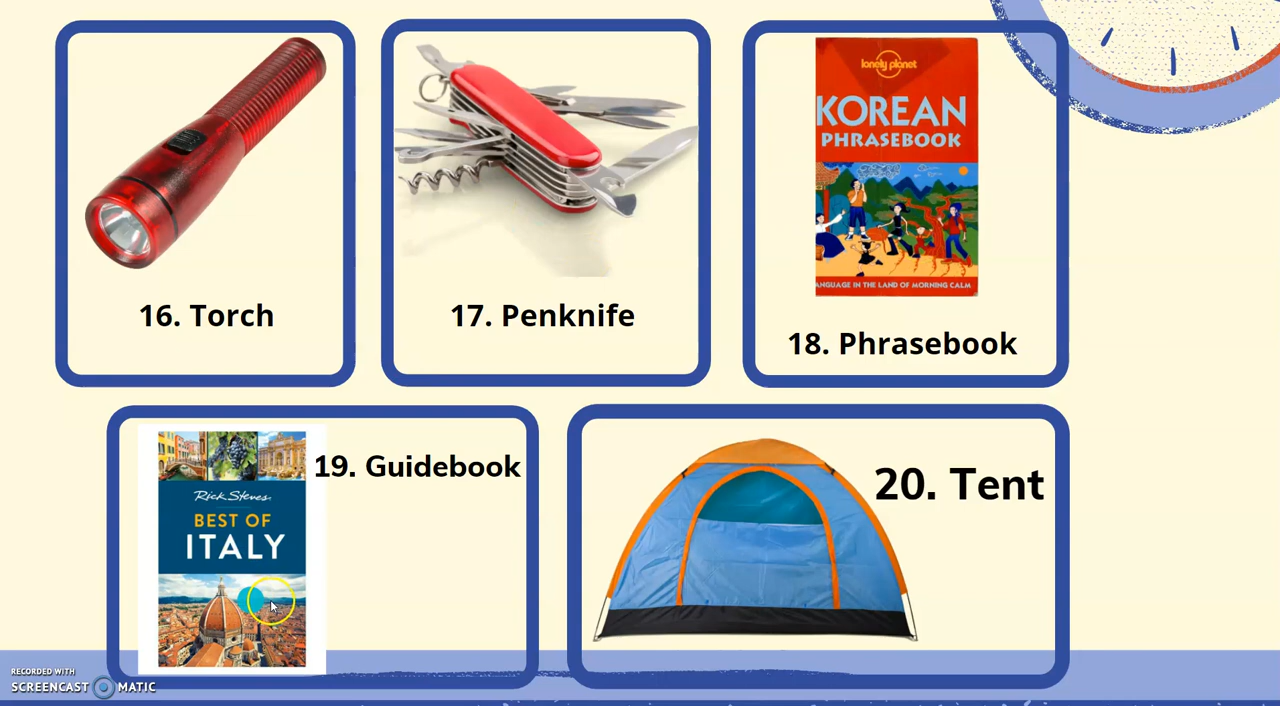 lonely planet
KOREAN
PHRASEBOOK
ANGUAGE IN THE LAND OF MORNING CALM
16. Torch
17. Penknife
18. Phrasebook
Rick Steves
BEST OF
ITALY
19. Guidebook
20. Tent
RECORDED WITH
SCREENCAST MATIC